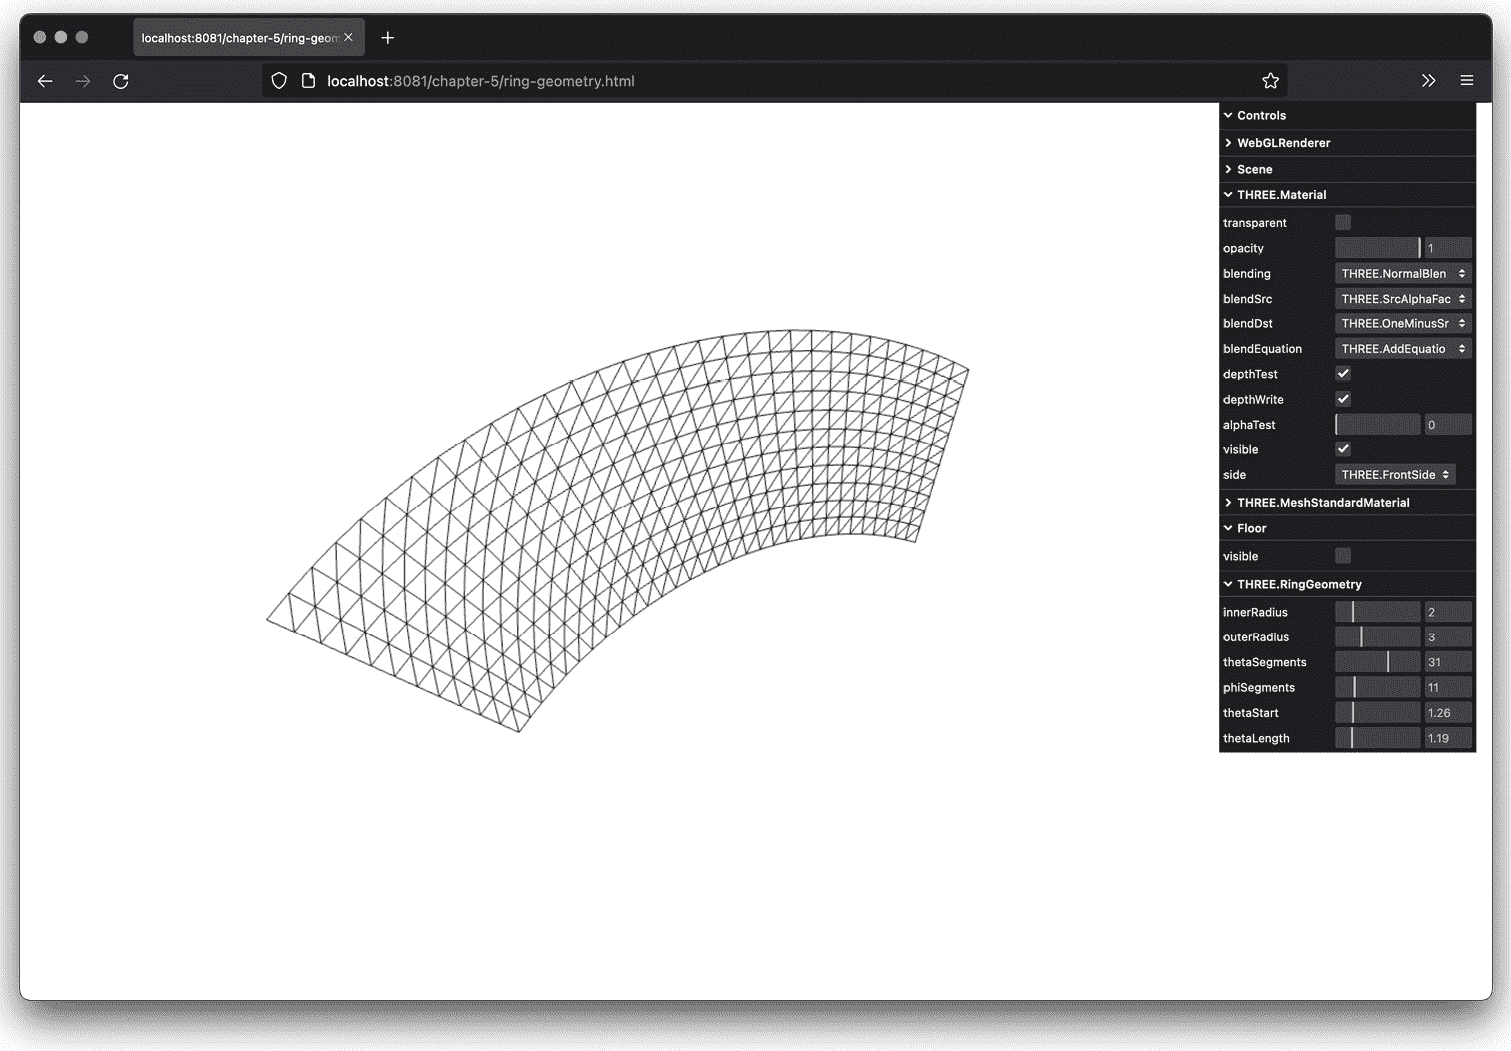 localhost:8081/chapter-5/ring-geom
localhost:8081/chapter-5/ring-geometry.html
Controls
WebGLRenderer
Scene
THREE.Material
transparent
opacity 1
blending THREE.NormalBlen
blendSrc THREE.SrcAlphaFac
blendDst THREE.OneMinusSr
blendEquation THREE.AddEquatio
depthTest
depthWrite
alphaTest 0
visible
side THREE.FrontSide
THREE.MeshStandardMaterial
Floor
visible
THREE.RingGeometry
innerRadius 2
outerRadius 3
thetaSegments 31
phiSegments 11
thetaStart 1.26
thetaLength 1.19